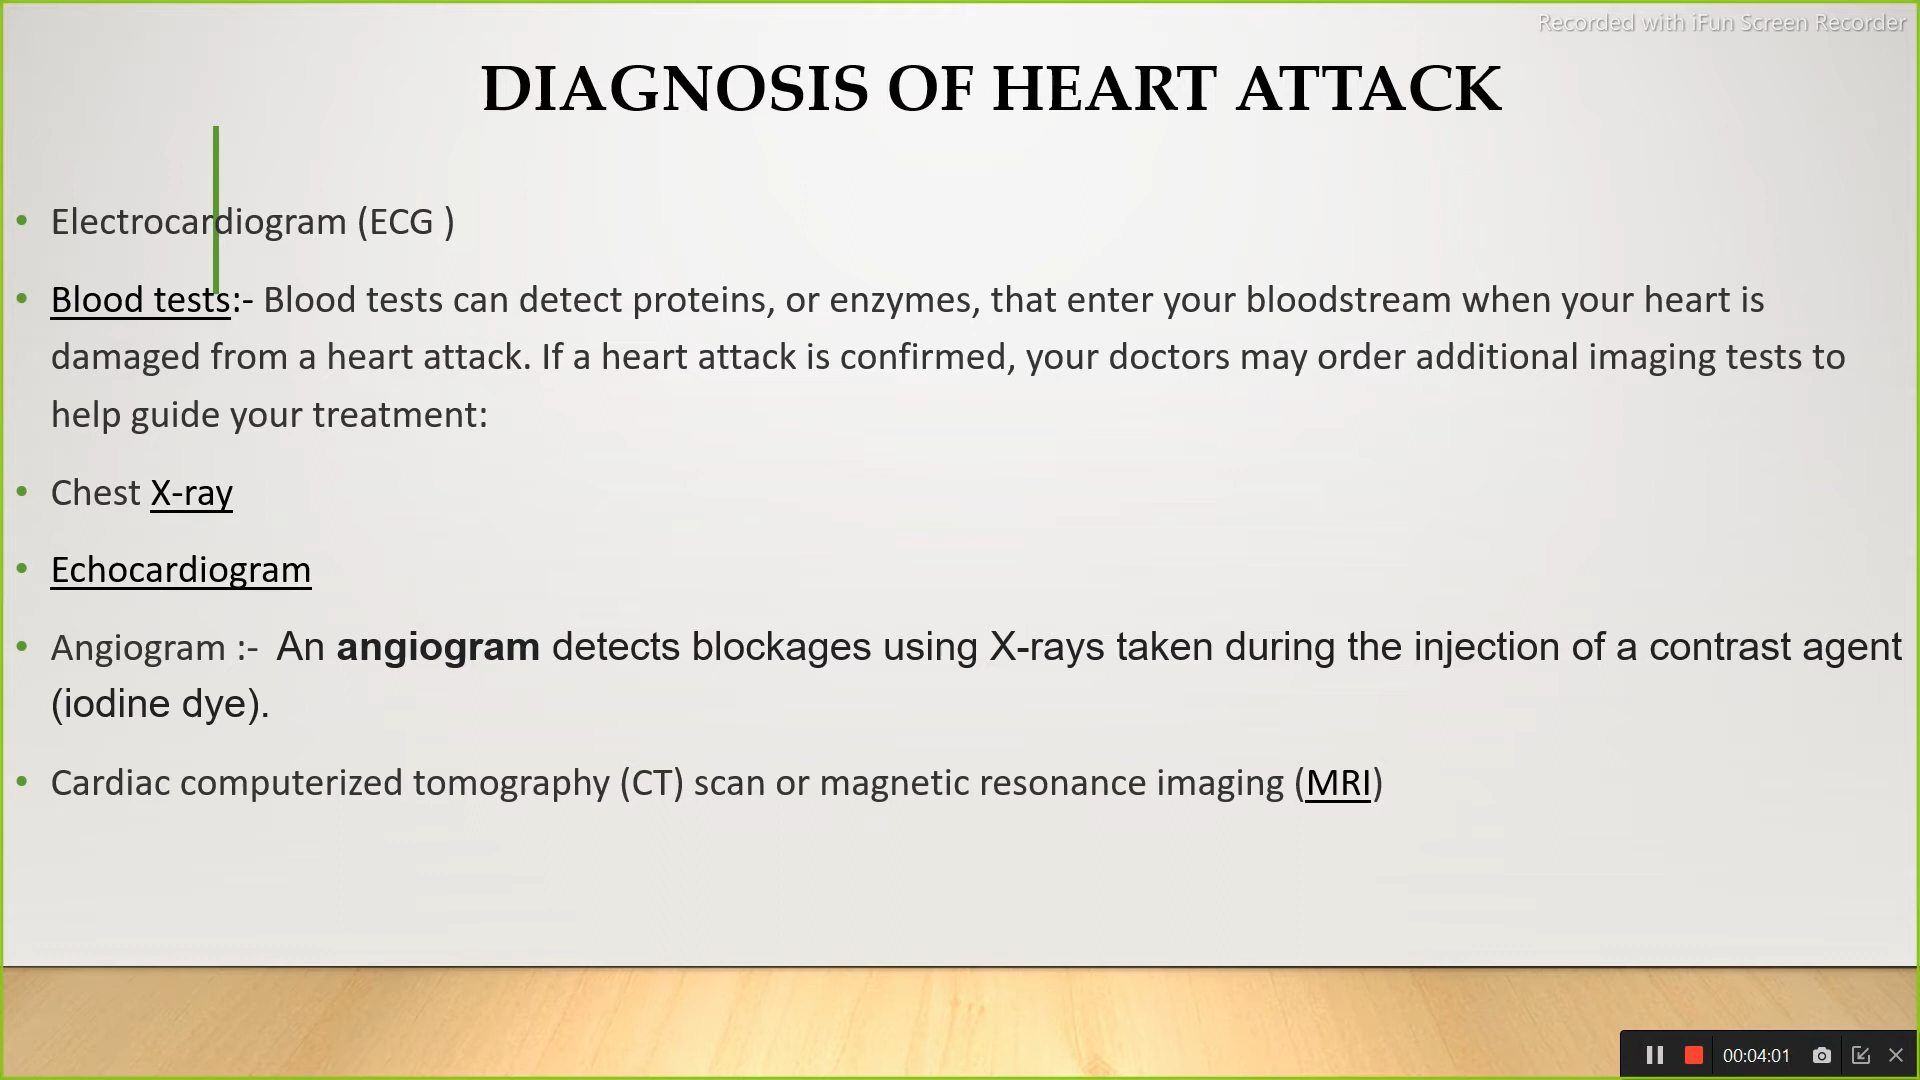 Recorded with iFun Screen Recorder
DIAGNOSIS OF HEART ATTACK
• Electrocardiogram (ECG )
• Blood tests:- Blood tests can detect proteins, or enzymes, that enter your bloodstream when your heart is
damaged from a heart attack. If a heart attack is confirmed, your doctors may order additional imaging tests to
help guide your treatment:
• Chest X-ray
• Echocardiogram
• Angiogram :- An angiogram detects blockages using X-rays taken during the injection of a contrast agent
(iodine dye).
• Cardiac computerized tomography (CT) scan or magnetic resonance imaging (MRI)
00:04:01